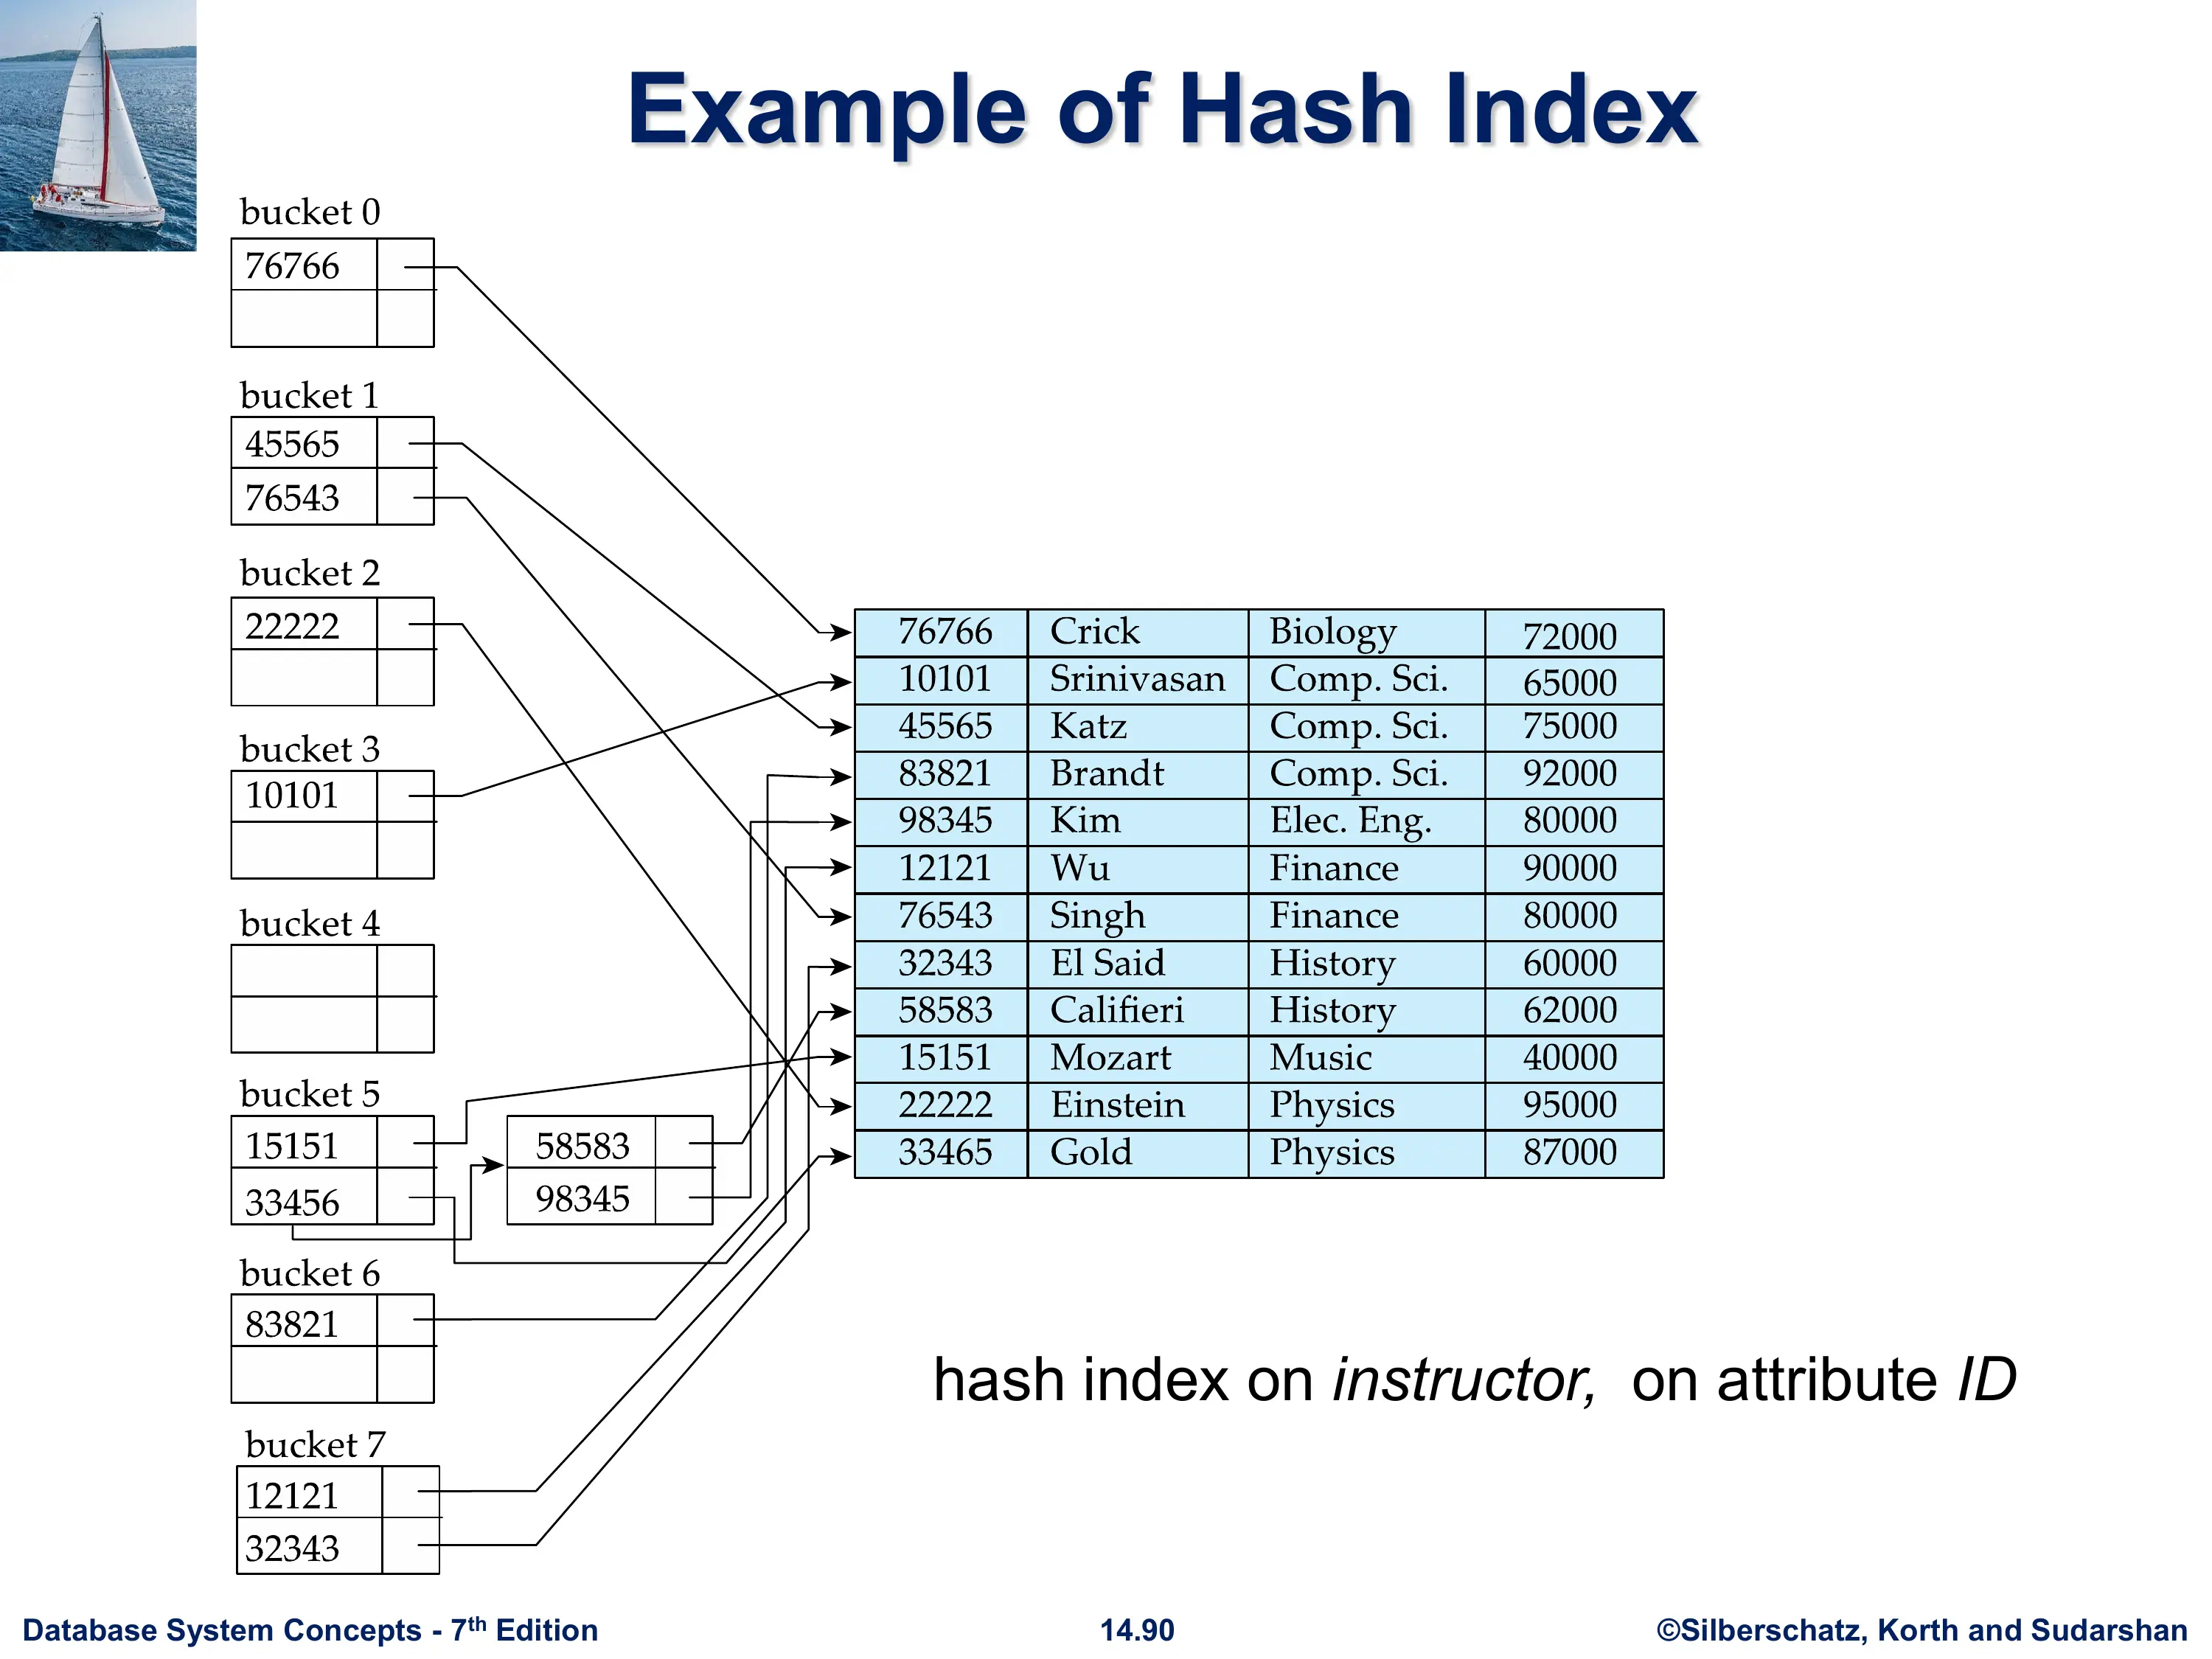 Example of Hash Index
bucket 0
76766
bucket 1
45565
76543
bucket 2
22222
bucket 3
10101
bucket 4
bucket 5
15151
33456
58583
98345
bucket 6
83821
bucket 7
12121
32343
76766 Crick Biology 72000
10101 Srinivasan Comp. Sci. 65000
45565 Katz Comp. Sci. 75000
83821 Brandt Comp. Sci. 92000
98345 Kim Elec. Eng. 80000
12121 Wu Finance 90000
76543 Singh Finance 80000
32343 El Said History 60000
58583 Califieri History 62000
15151 Mozart Music 40000
22222 Einstein Physics 95000
33465 Gold Physics 87000
hash index on instructor, on attribute ID
Database System Concepts - 7th Edition 14.90 ©Silberschatz, Korth and Sudarshan